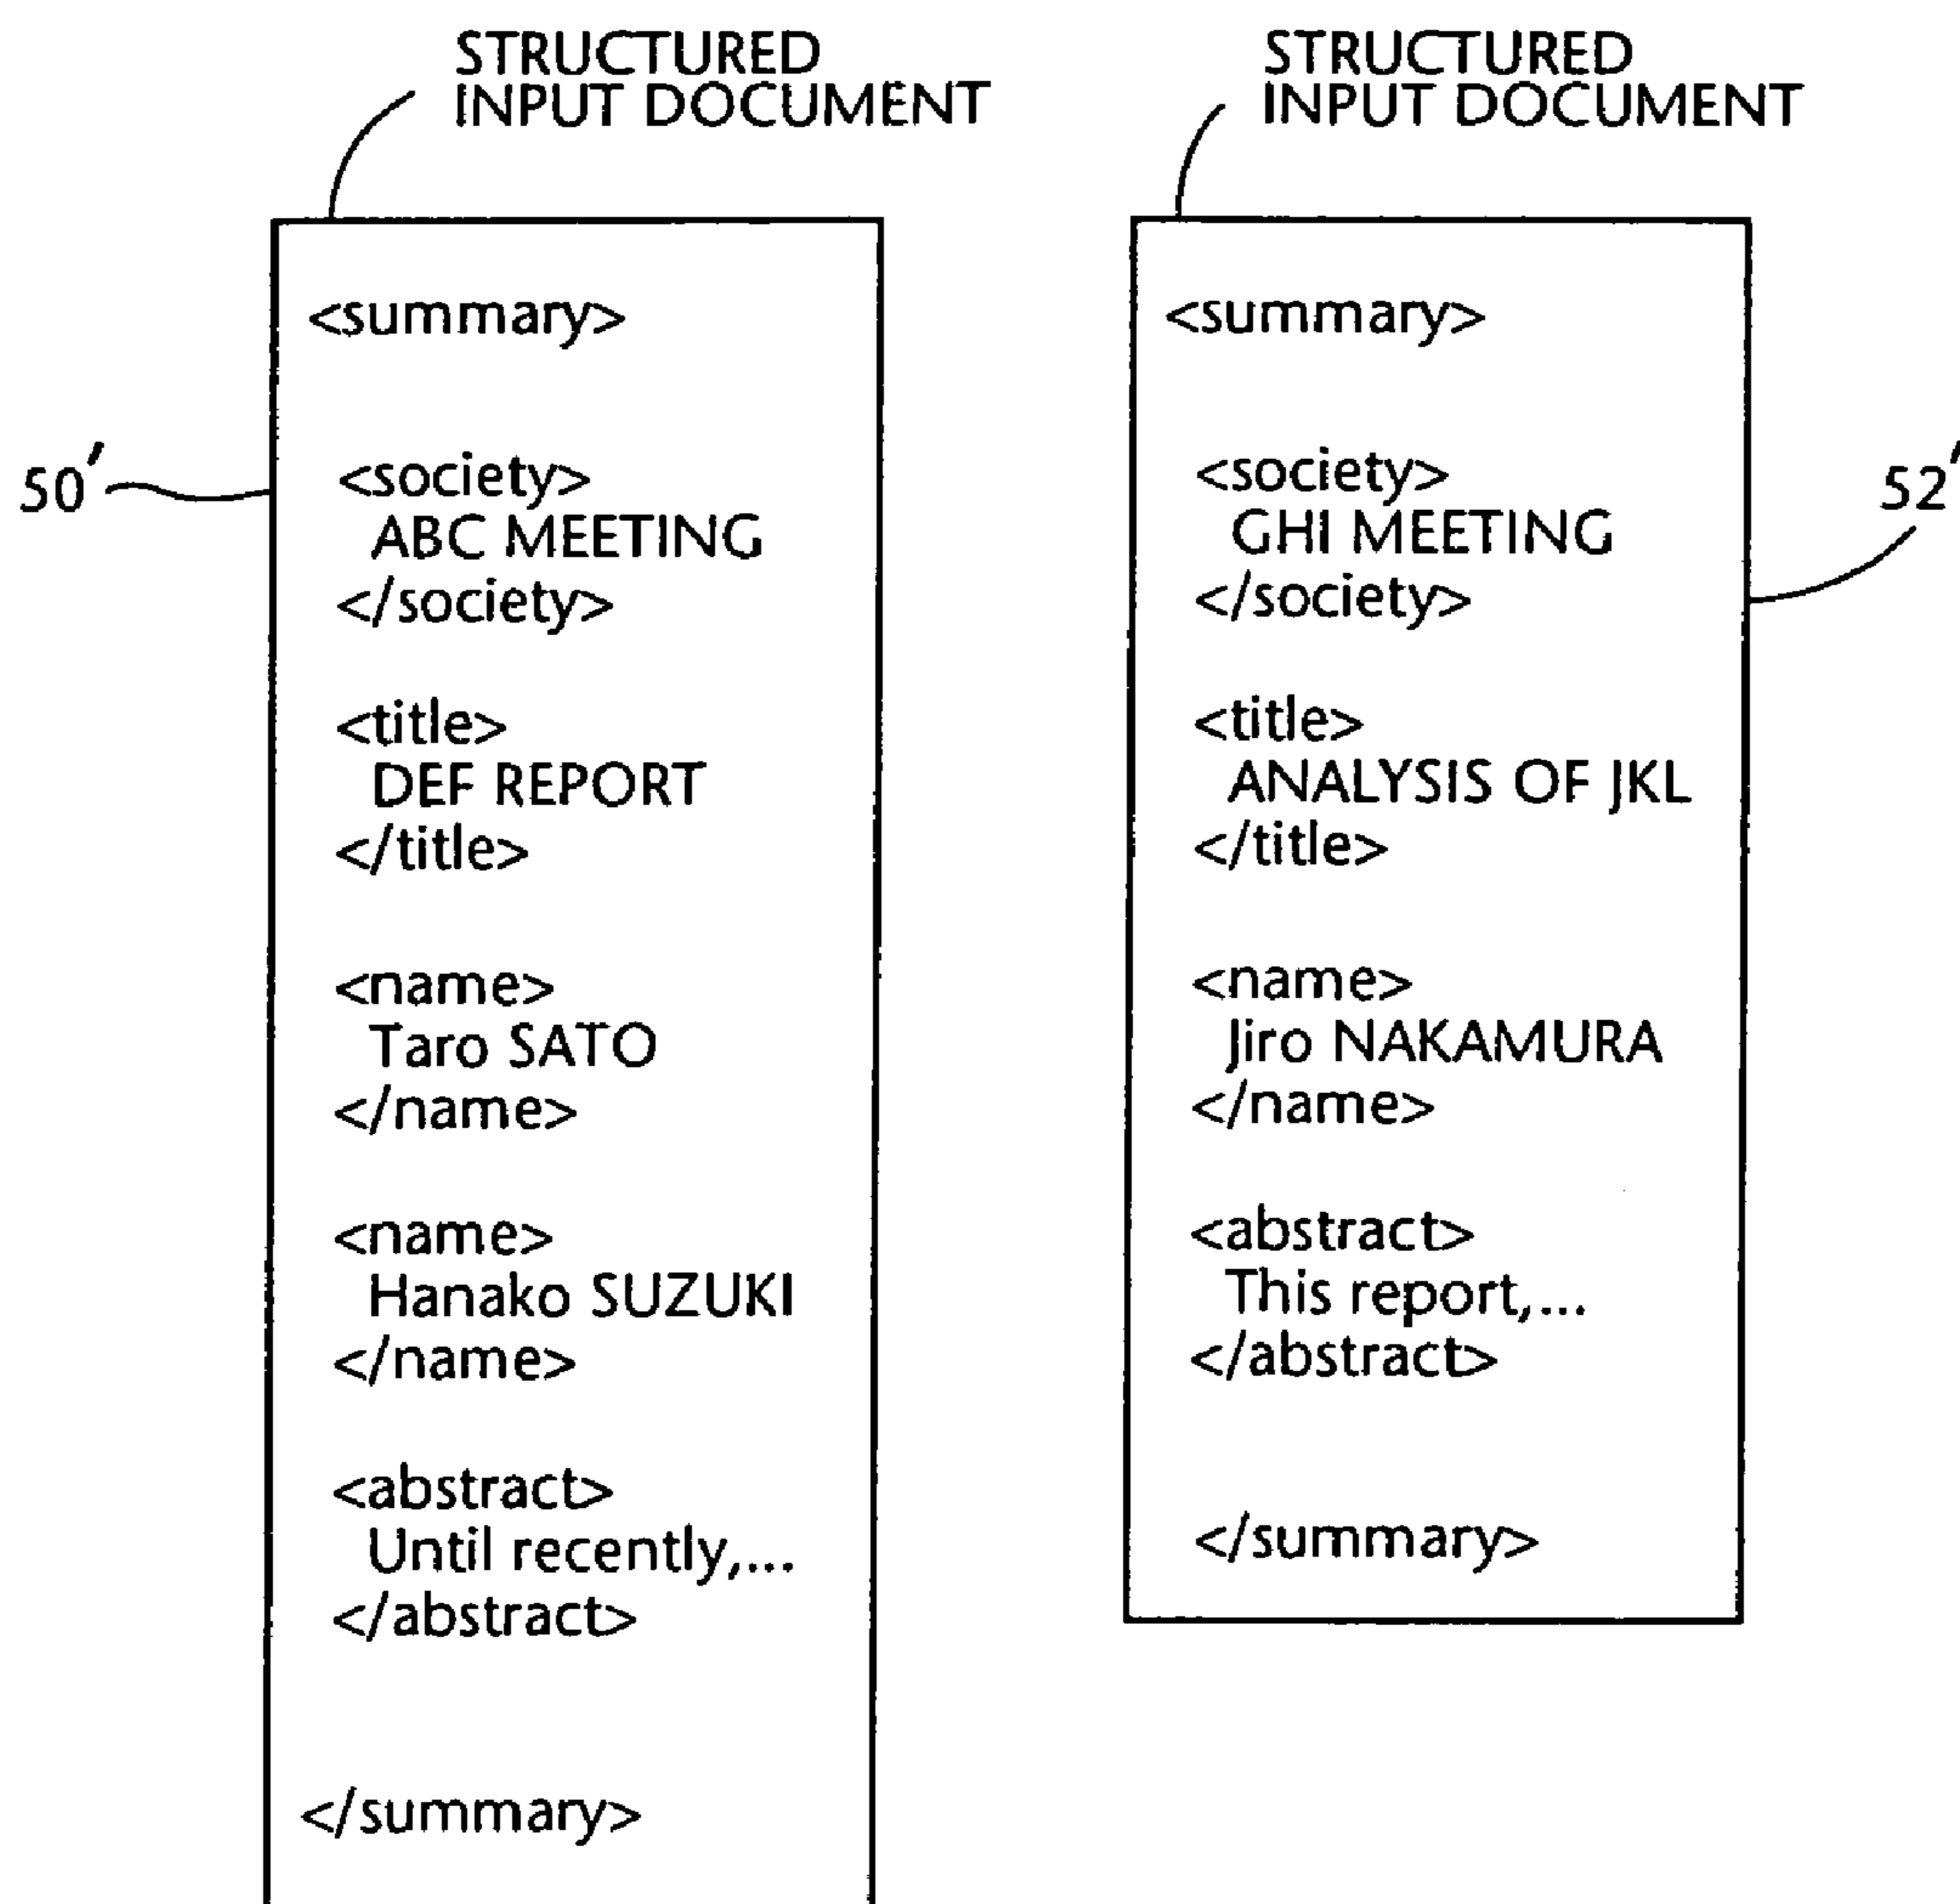 STRUCTURED
INPUT DOCUMENT
50'
<summary>
<society>
ABC MEETING
</society>
<title>
DEF REPORT
</title>
<name>
Taro SATO
</name>
<name>
Hanako SUZUKI
</name>
<abstract>
Until recently,...
</abstract>
</summary>
STRUCTURED
INPUT DOCUMENT
52'
<summary>
<society>
GHI MEETING
</society>
<title>
ANALYSIS OF JKL
</title>
<name>
Jiro NAKAMURA
</name>
<abstract>
This report,...
</abstract>
</summary>